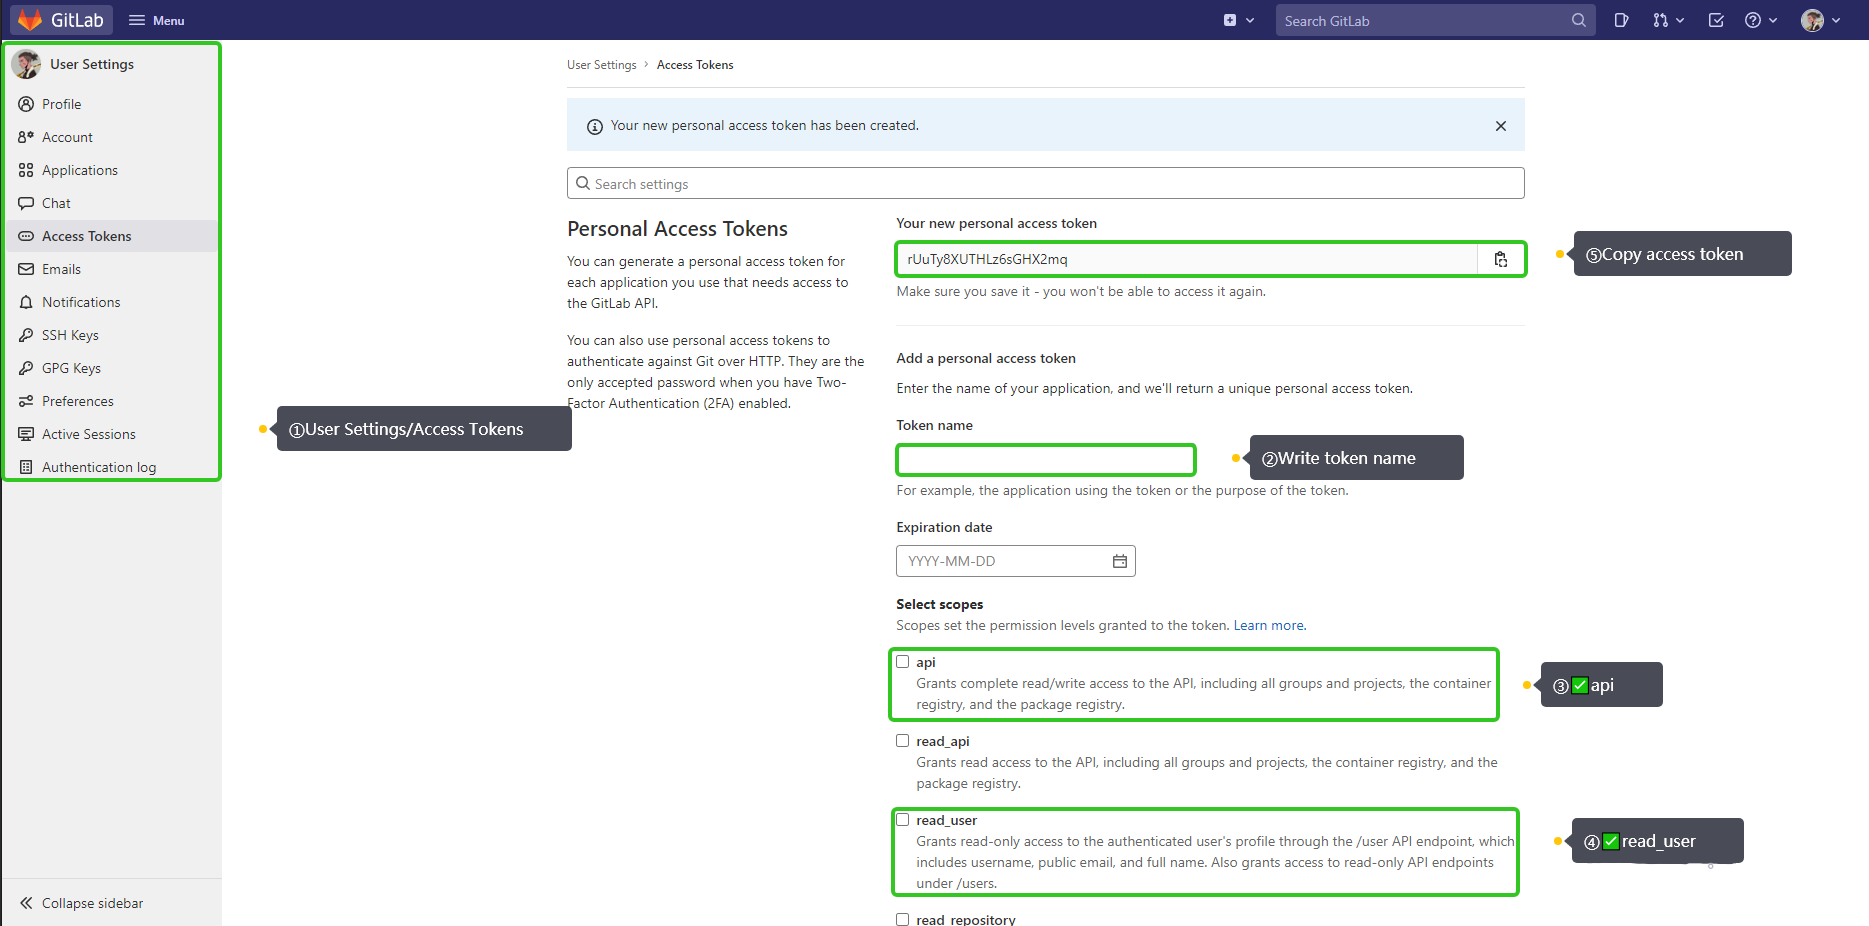 GitLab
Menu
Search GitLab
User Settings
Profile
Account
Applications
Chat
Access Tokens
Emails
Notifications
SSH Keys
GPG Keys
Preferences
Active Sessions
Authentication log
Collapse sidebar
①User Settings/Access Tokens
User Settings › Access Tokens
Your new personal access token has been created.
Search settings
Personal Access Tokens
You can generate a personal access token for
each application you use that needs access to
the GitLab API.
You can also use personal access tokens to
authenticate against Git over HTTP. They are the
only accepted password when you have Two-
Factor Authentication (2FA) enabled.
Your new personal access token
rUuTy8XUTHLz6sGHX2mq
⑤Copy access token
Make sure you save it - you won't be able to access it again.
Add a personal access token
Enter the name of your application, and we'll return a unique personal access token.
Token name
②Write token name
For example, the application using the token or the purpose of the token.
Expiration date
YYYY-MM-DD
Select scopes
Scopes set the permission levels granted to the token. Learn more.
api
Grants complete read/write access to the API, including all groups and projects, the container
registry, and the package registry.
③✅api
read_api
Grants read access to the API, including all groups and projects, the container registry, and the
package registry.
read_user
Grants read-only access to the authenticated user's profile through the /user API endpoint, which
includes username, public email, and full name. Also grants access to read-only API endpoints
under /users.
④✅read_user
read_repository